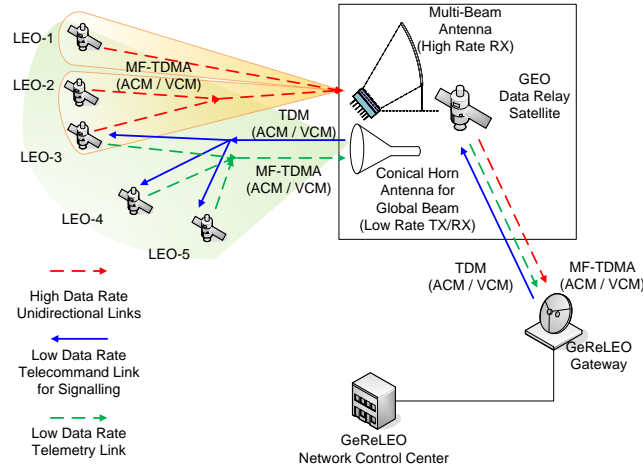 LEO-1
LEO-2
LEO-3
LEO-4
LEO-5
MF-TDMA
(ACM / VCM)
TDM
(ACM / VCM)
MF-TDMA
(ACM / VCM)
Multi-Beam
Antenna
(High Rate RX)
GEO
Data Relay
Satellite
Conical Horn
Antenna for
Global Beam
(Low Rate TX/RX)
TDM
(ACM / VCM)
MF-TDMA
(ACM / VCM)
GeReLEO
Gateway
GeReLEO
Network Control Center
High Data Rate
Unidirectional Links
Low Data Rate
Telecommand Link
for Signalling
Low Data Rate
Telemetry Link